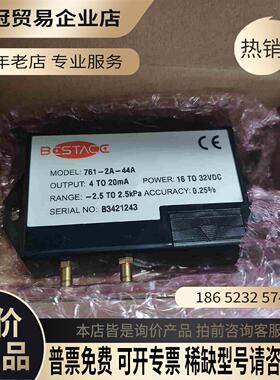 冠贸易企业店
热销
年老店 专业服务
BESTACE
CE
MODEL: 761-2A-44A
OUTPUT: 4 TO 20mA POWER: 16 TO 32VDC
RANGE: -2.5 TO 2.5kPa ACCURACY: 0.25%
SERIAL NO: B3421243
186 5232 574
价
品
本店皆是询价产品 拍前咨询客服
普票免费 可开专票 稀缺型号请咨